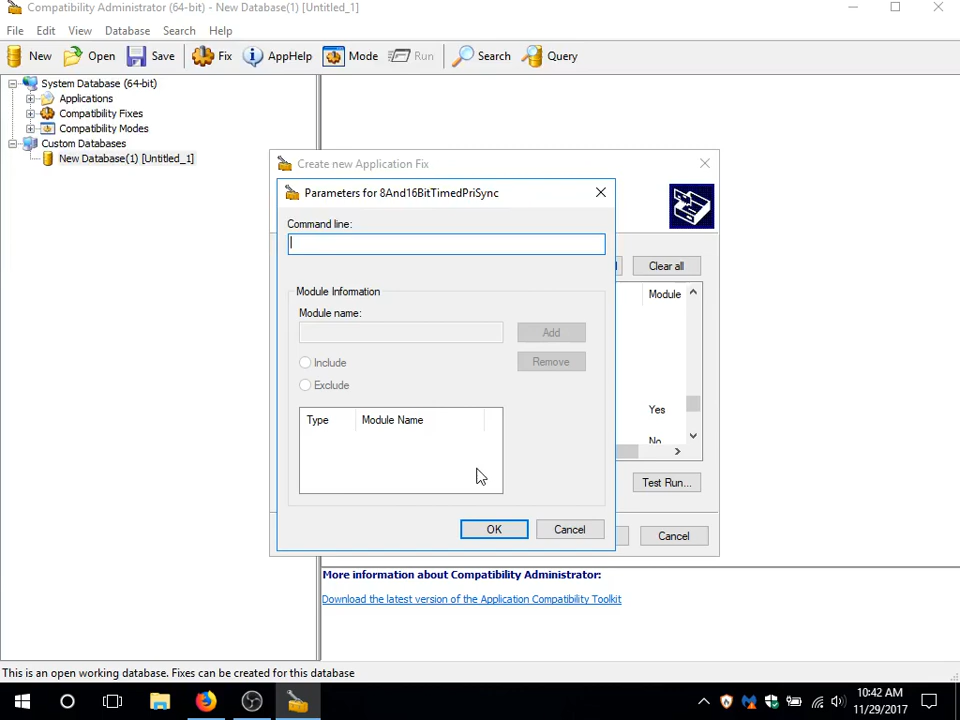 Compatibility Administrator (64-bit) - New Database(1) [Untitled_1]
File Edit View Database Search Help
New Open Save Fix AppHelp Mode Run Search Query
System Database (64-bit)
Applications
Compatibility Fixes
Compatibility Modes
Custom Databases
New Database(1) [Untitled_1]
Create new Application Fix
Parameters for 8And16BitTimedPriSync
Command line:
Clear all
Module Information
Module
Module name:
Add
Include
Remove
Exclude
Yes
Type Module Name
No
Test Run...
OK Cancel
Cancel
More information about Compatibility Administrator:
Download the latest version of the Application Compatibility Toolkit
This is an open working database. Fixes can be created for this database
10:42 AM
11/29/2017